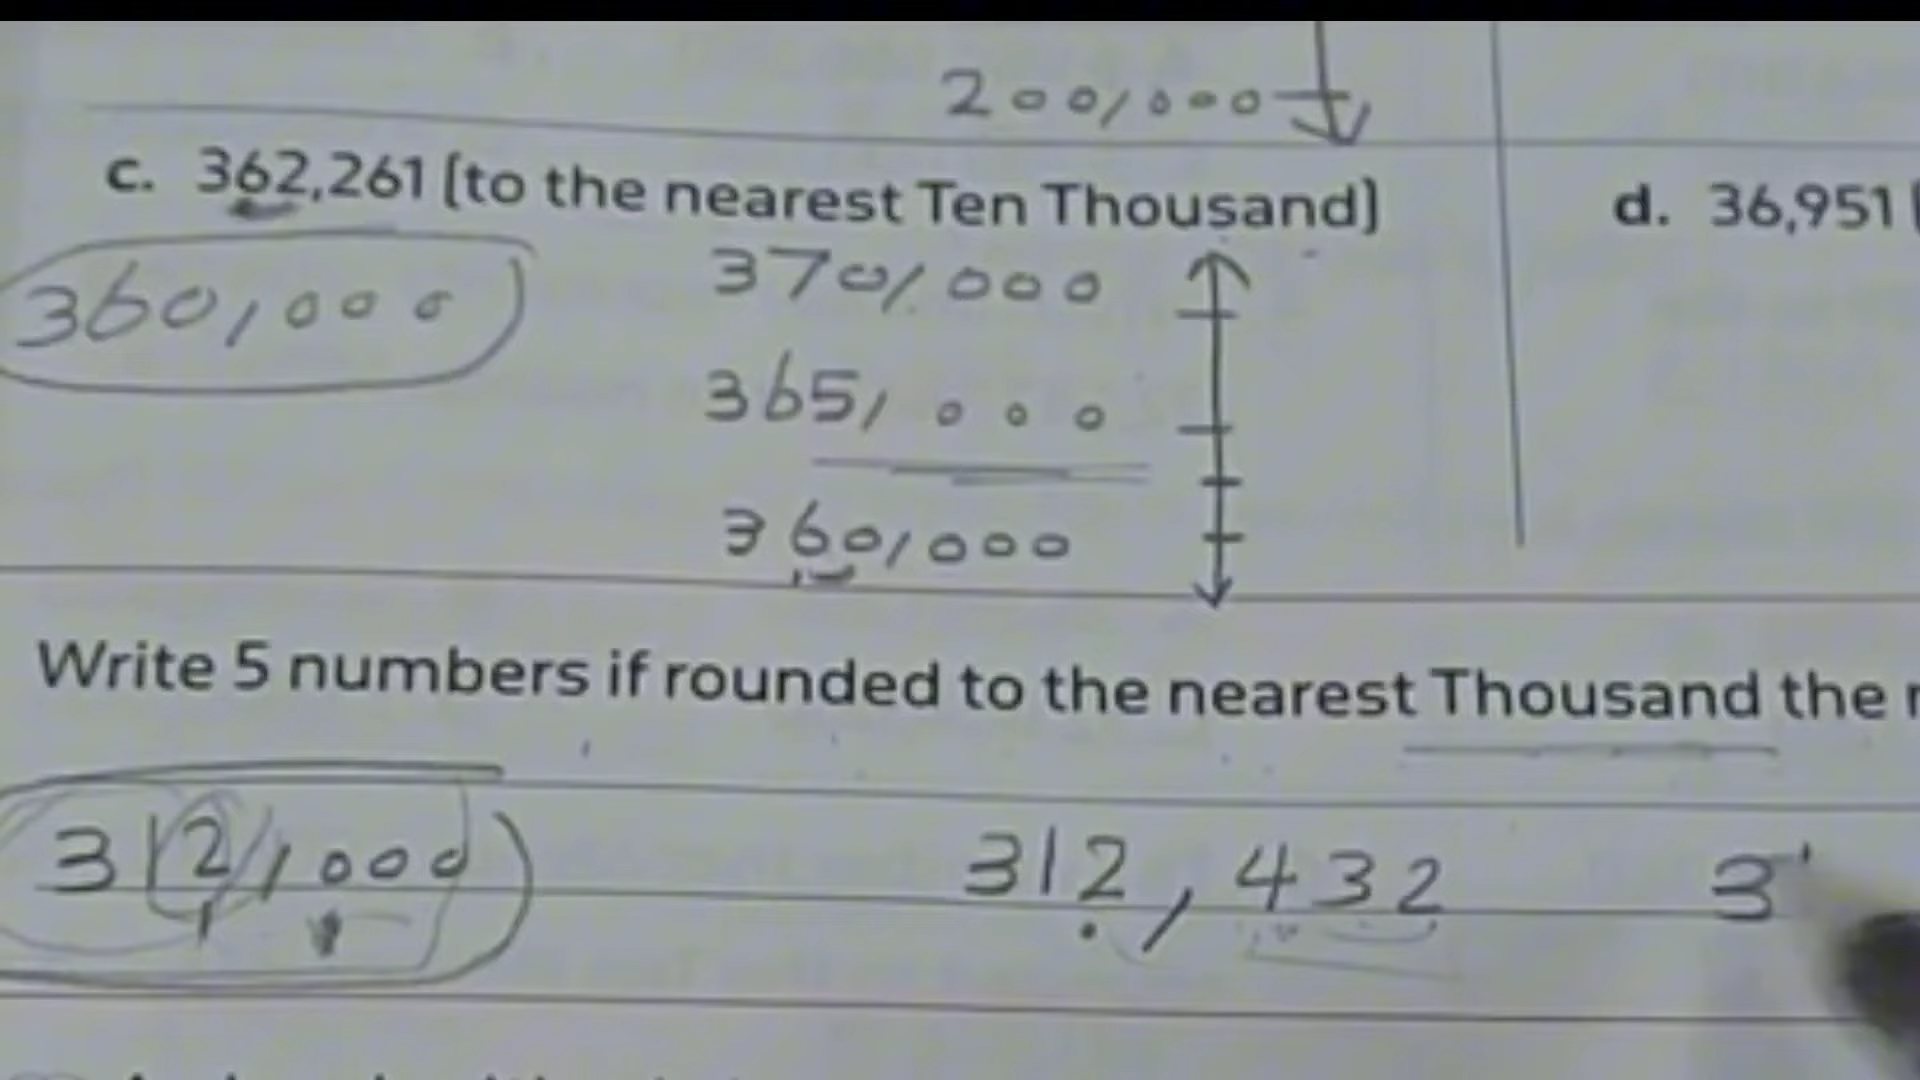 200,000
c. 362,261 (to the nearest Ten Thousand)
d. 36,951 (
360,000
370,000
365,000
360,000
Write 5 numbers if rounded to the nearest Thousand the
312,000
312,432
3